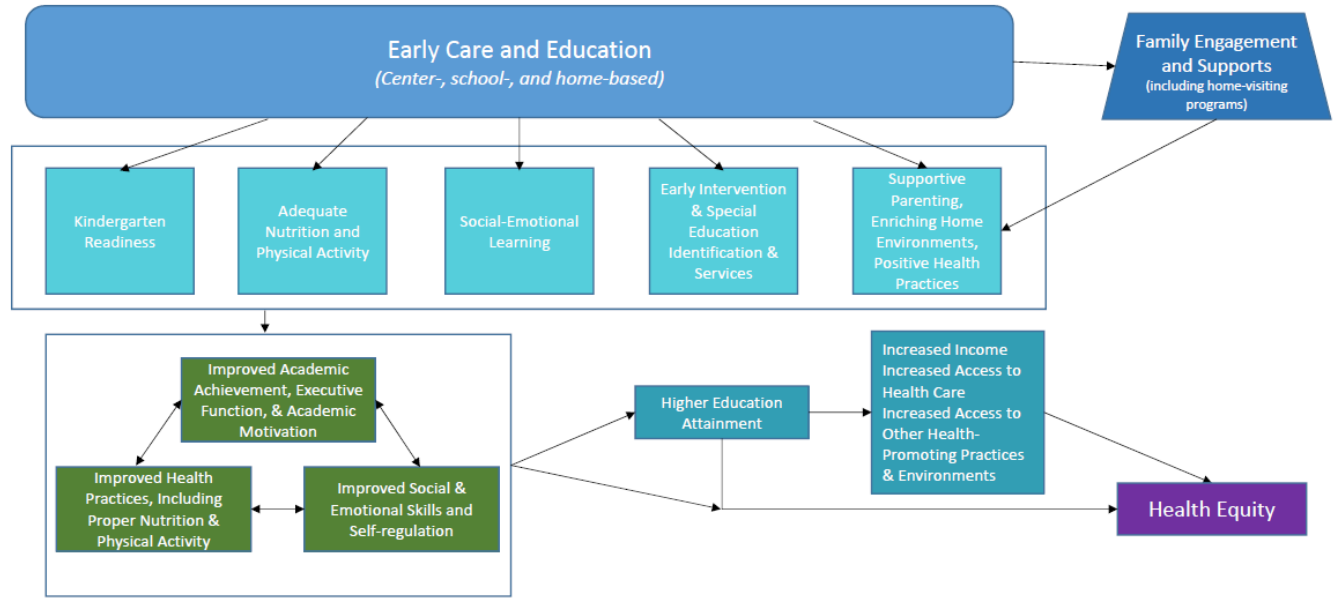 Early Care and Education
(Center-, school-, and home-based)
Family Engagement
and Supports
(including home-visiting
programs)
Kindergarten
Readiness
Adequate
Nutrition and
Physical Activity
Social-Emotional
Learning
Early Intervention
& Special
Education
Identification &
Services
Supportive
Parenting,
Enriching Home
Environments,
Positive Health
Practices
Improved Academic
Achievement, Executive
Function, & Academic
Motivation
Improved Health
Practices, Including
Proper Nutrition &
Physical Activity
Improved Social &
Emotional Skills and
Self-regulation
Higher Education
Attainment
Increased Income
Increased Access to
Health Care
Increased Access to
Other Health-
Promoting Practices
& Environments
Health Equity